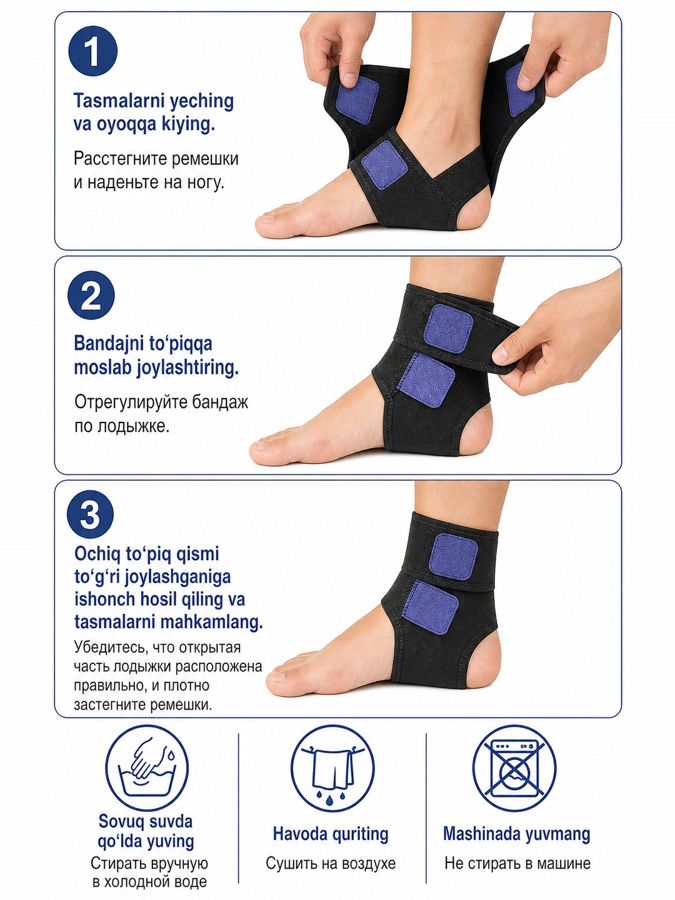 1
Tasmalarni yeching
va oyoqqa kiying.
Расстегните ремешки
и наденьте на ногу.
2
Bandajni to‘piqqa
moslab joylashtiring.
Отрегулируйте бандаж
по лодыжке.
3
Ochiq to‘piq qismi
to‘g‘ri joylashganiga
ishonch hosil qiling va
tasmalarni mahkamlang.
Убедитесь, что открытая
часть лодыжки расположена
правильно, и плотно
застегните ремешки.
Sovuq suvda
qo‘lda yuving
Стирать вручную
в холодной воде
Havoda quriting
Сушить на воздухе
Mashinada yuvmang
Не стирать в машине